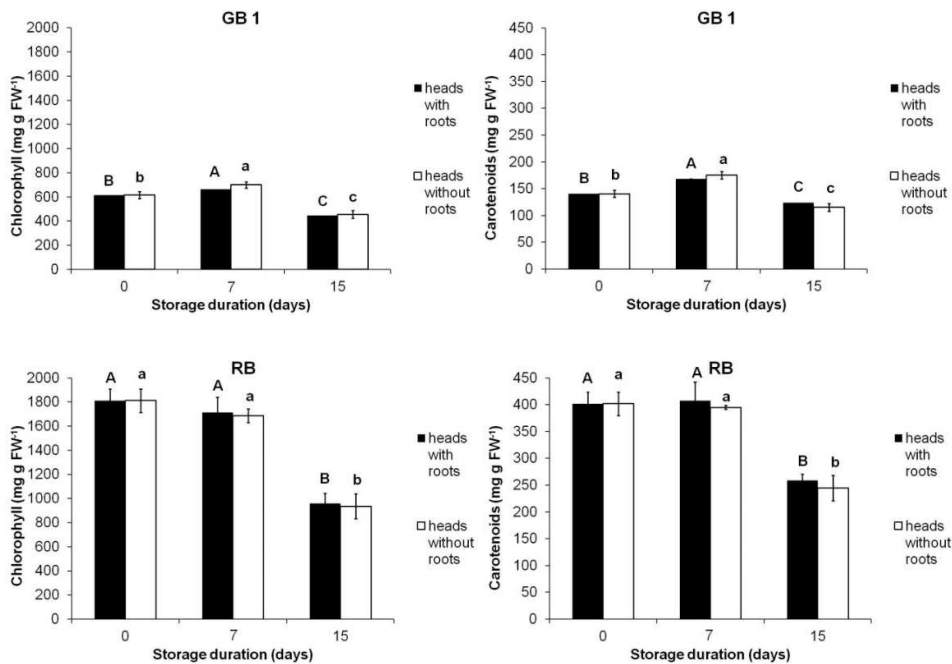 GB 1
2000
1800
1600
1400
1200
1000
800
600
400
200
0
Chlorophyll (mg g FW⁻¹)
B b
A a
C c
0 7 15
Storage duration (days)
heads
with
roots
heads
without
roots
GB 1
450
400
350
300
250
200
150
100
50
0
Carotenoids (mg g FW⁻¹)
B b
A a
C c
0 7 15
Storage duration (days)
heads
with
roots
heads
without
roots
RB
2000
1800
1600
1400
1200
1000
800
600
400
200
0
Chlorophyll (mg g FW⁻¹)
A a
A a
B b
0 7 15
Storage duration (days)
heads
with
roots
heads
without
roots
RB
450
400
350
300
250
200
150
100
50
0
Carotenoids (mg g FW⁻¹)
A a
A a
B b
0 7 15
Storage duration (days)
heads
with
roots
heads
without
roots